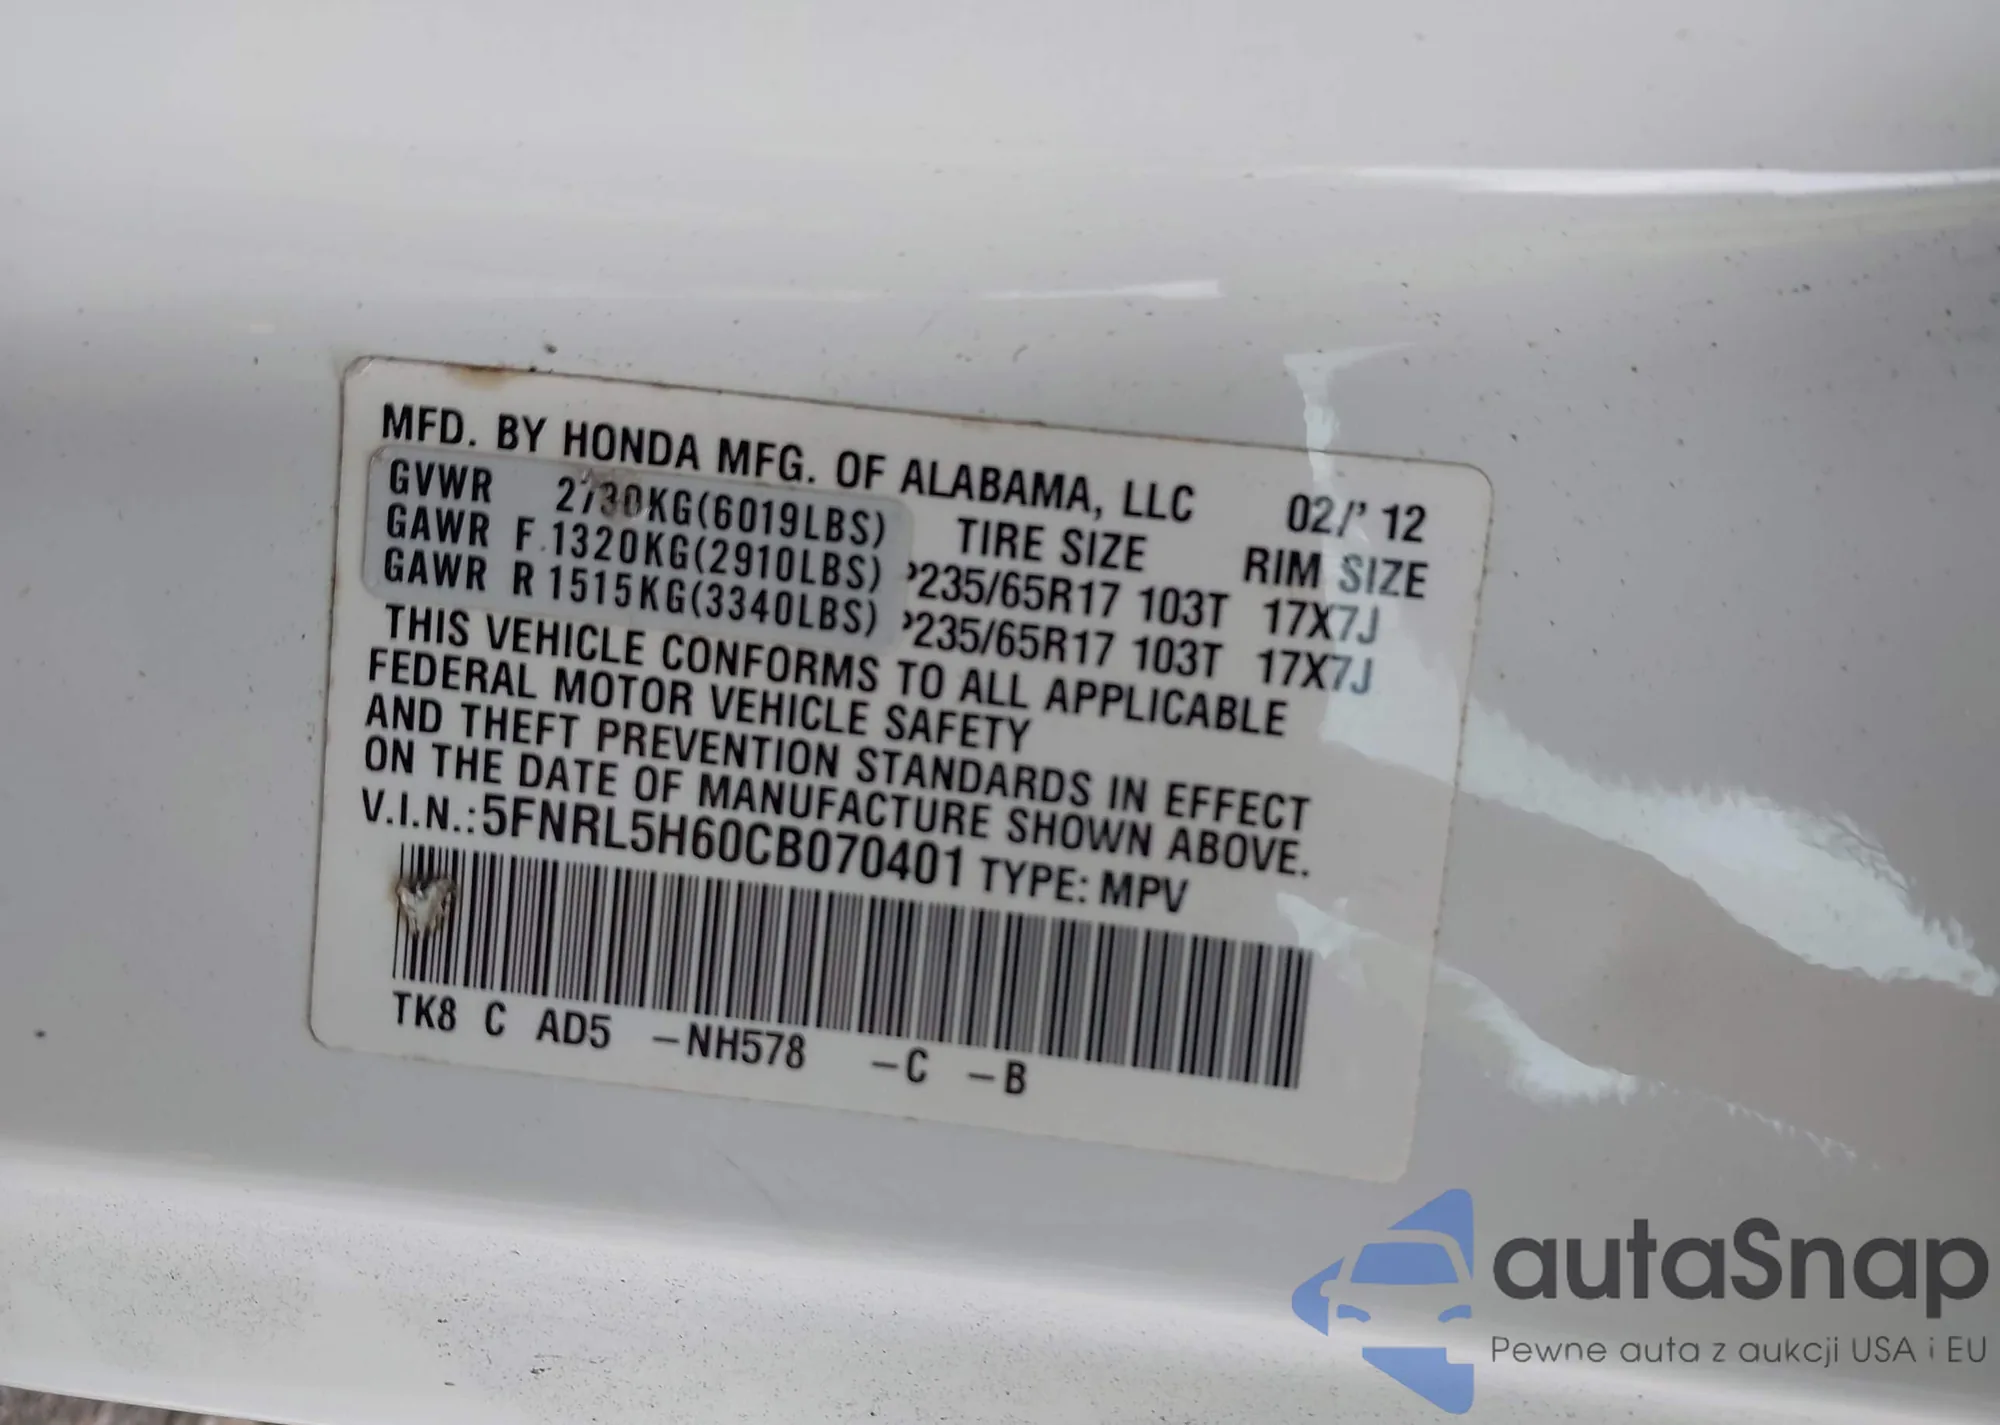 MFD. BY HONDA MFG. OF ALABAMA, LLC 02/' 12
GVWR 2730KG(6019LBS) TIRE SIZE RIM SIZE
GAWR F 1320KG(2910LBS) P235/65R17 103T 17X7J
GAWR R 1515KG(3340LBS) P235/65R17 103T 17X7J
THIS VEHICLE CONFORMS TO ALL APPLICABLE
FEDERAL MOTOR VEHICLE SAFETY
AND THEFT PREVENTION STANDARDS IN EFFECT
ON THE DATE OF MANUFACTURE SHOWN ABOVE.
V.I.N.:5FNRL5H60CB070401 TYPE: MPV
TK8 C AD5 -NH578 -C -B
autaSnap
Pewne auta z aukcji USA i EU